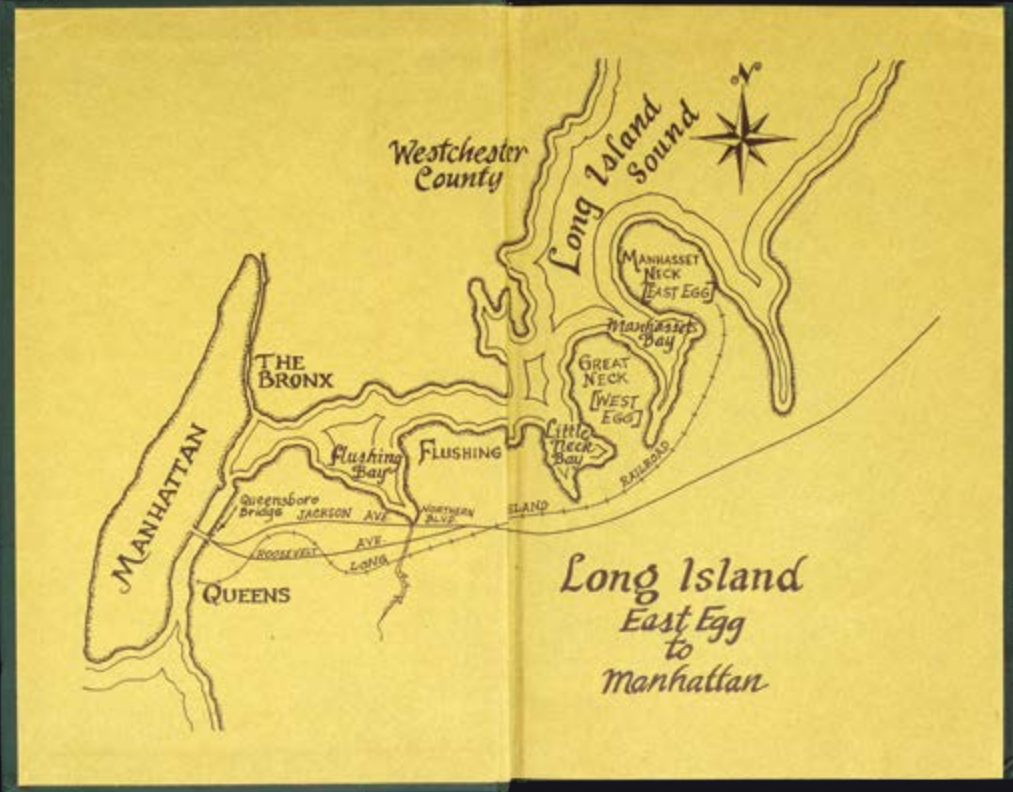 N
Westchester
County
Long Island
Sound
Manhasset
Neck
[East Egg]
Manhasset
Bay
Great
Neck
[West
Egg]
The
Bronx
Manhattan
Flushing
Bay
Flushing
Little
Neck
Bay
Queensboro
Bridge
Jackson Ave
Northern
Blvd.
Roosevelt Ave
Long Island Railroad
Queens
Long Island
East Egg
to
Manhattan